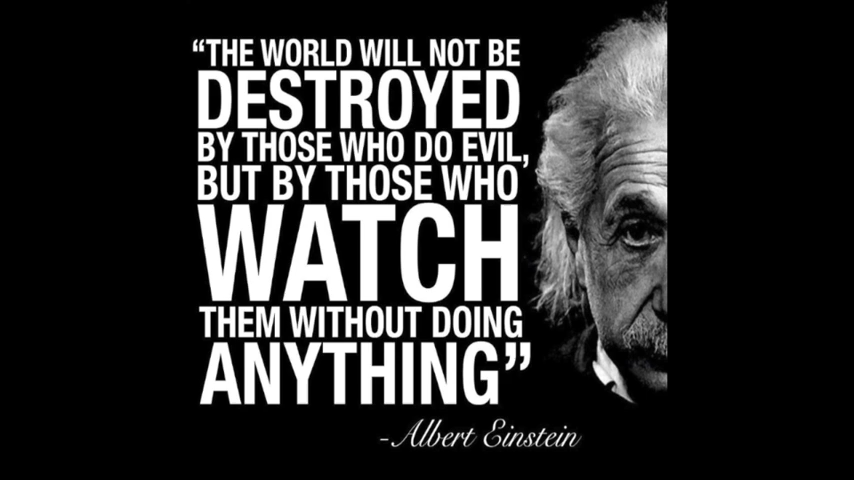 “THE WORLD WILL NOT BE
DESTROYED
BY THOSE WHO DO EVIL,
BUT BY THOSE WHO
WATCH
THEM WITHOUT DOING
ANYTHING”
-Albert Einstein